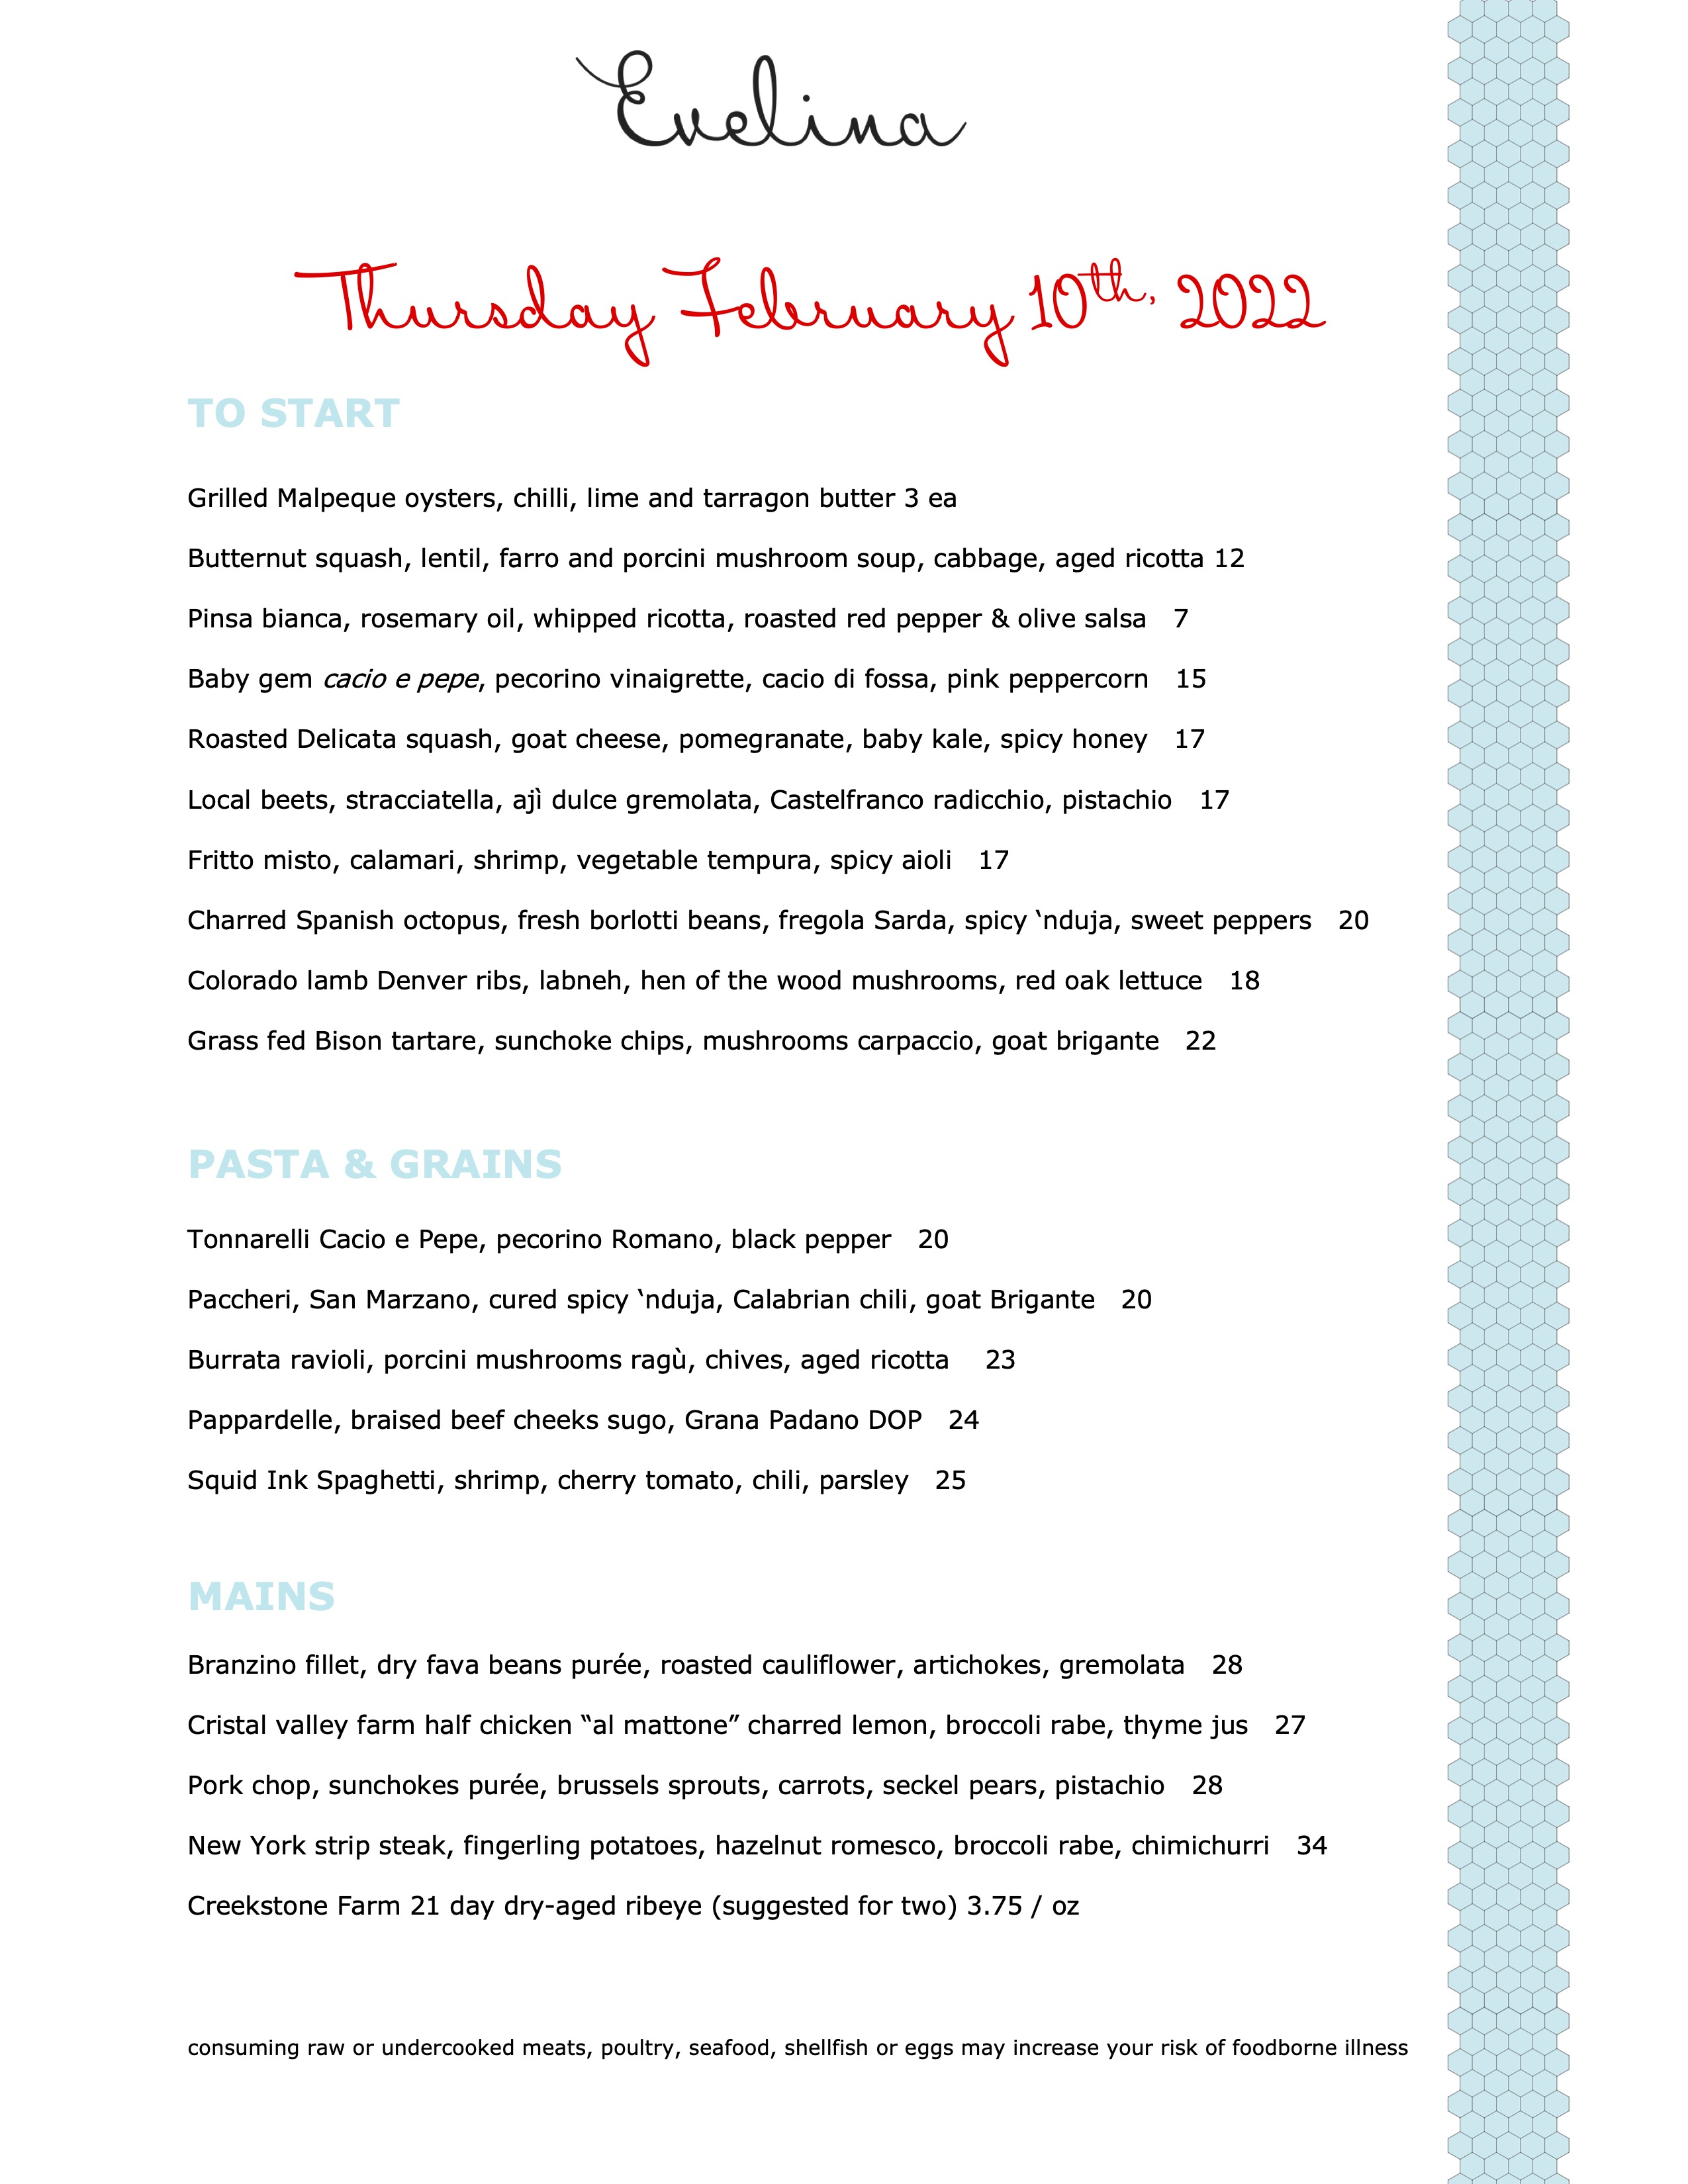 Evelina
Thursday February 10th, 2022
TO START
Grilled Malpeque oysters, chilli, lime and tarragon butter 3 ea
Butternut squash, lentil, farro and porcini mushroom soup, cabbage, aged ricotta 12
Pinsa bianca, rosemary oil, whipped ricotta, roasted red pepper & olive salsa 7
Baby gem cacio e pepe, pecorino vinaigrette, cacio di fossa, pink peppercorn 15
Roasted Delicata squash, goat cheese, pomegranate, baby kale, spicy honey 17
Local beets, stracciatella, ajì dulce gremolata, Castelfranco radicchio, pistachio 17
Fritto misto, calamari, shrimp, vegetable tempura, spicy aioli 17
Charred Spanish octopus, fresh borlotti beans, fregola Sarda, spicy ‘nduja, sweet peppers 20
Colorado lamb Denver ribs, labneh, hen of the wood mushrooms, red oak lettuce 18
Grass fed Bison tartare, sunchoke chips, mushrooms carpaccio, goat brigante 22
PASTA & GRAINS
Tonnarelli Cacio e Pepe, pecorino Romano, black pepper 20
Paccheri, San Marzano, cured spicy ‘nduja, Calabrian chili, goat Brigante 20
Burrata ravioli, porcini mushrooms ragù, chives, aged ricotta 23
Pappardelle, braised beef cheeks sugo, Grana Padano DOP 24
Squid Ink Spaghetti, shrimp, cherry tomato, chili, parsley 25
MAINS
Branzino fillet, dry fava beans purée, roasted cauliflower, artichokes, gremolata 28
Cristal valley farm half chicken “al mattone” charred lemon, broccoli rabe, thyme jus 27
Pork chop, sunchokes purée, brussels sprouts, carrots, seckel pears, pistachio 28
New York strip steak, fingerling potatoes, hazelnut romesco, broccoli rabe, chimichurri 34
Creekstone Farm 21 day dry-aged ribeye (suggested for two) 3.75 / oz
consuming raw or undercooked meats, poultry, seafood, shellfish or eggs may increase your risk of foodborne illness